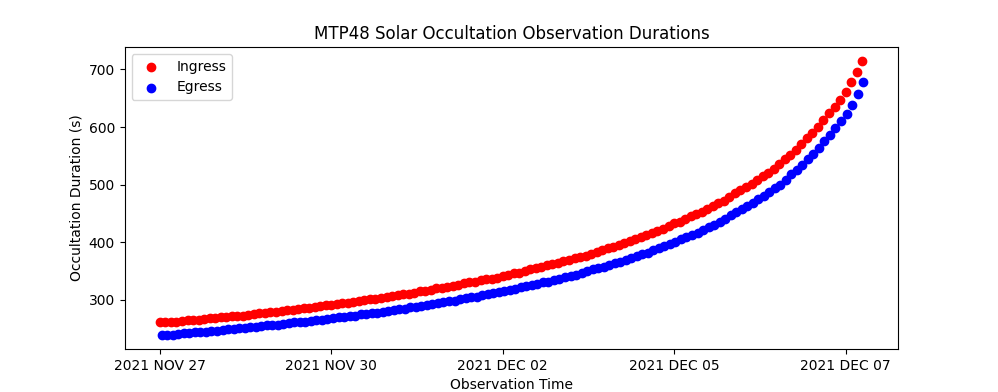 MTP48 Solar Occultation Observation Durations
Ingress
Egress
700
600
500
400
300
Occultation Duration (s)
2021 NOV 27 2021 NOV 30 2021 DEC 02 2021 DEC 05 2021 DEC 07
Observation Time